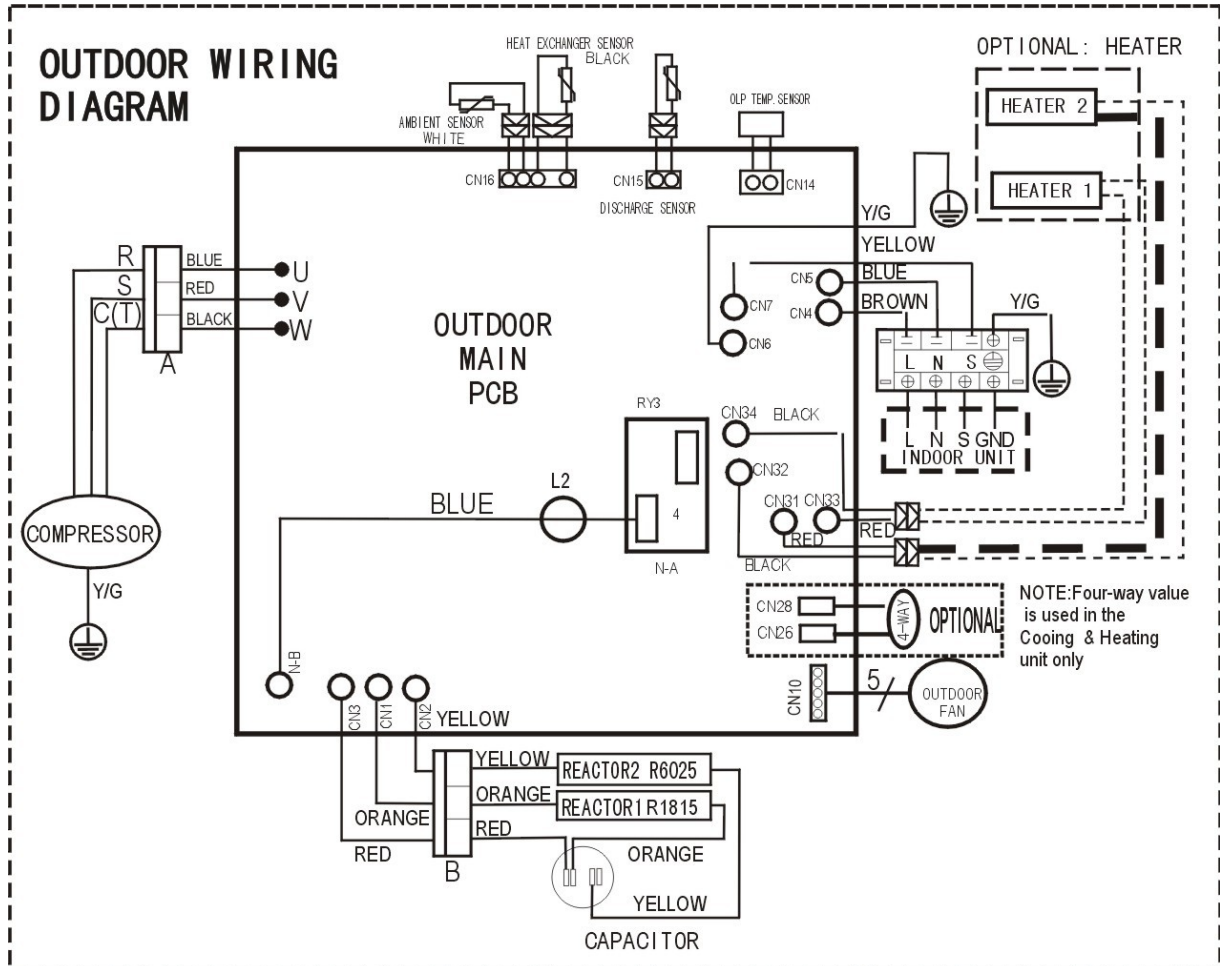 OUTDOOR WIRING
DIAGRAM
HEAT EXCHANGER SENSOR
BLACK
AMBIENT SENSOR
WHITE
OLP TEMP. SENSOR
OPTIONAL: HEATER
HEATER 2
HEATER 1
CN16
CN15
CN14
DISCHARGE SENSOR
Y/G
YELLOW
BLUE
BROWN
Y/G
CN5
CN4
CN7
CN6
R
S
C(T)
BLUE
RED
BLACK
U
V
W
A
OUTDOOR
MAIN
PCB
L N S
L N S GND
INDOOR UNIT
RY3
4
N-A
L2
BLUE
CN34
BLACK
CN32
CN31
CN33
RED
RED
BLACK
COMPRESSOR
Y/G
CN28
CN26
4-WAY
OPTIONAL
NOTE:Four-way value
is used in the
Cooing & Heating
unit only
CN10
5
OUTDOOR
FAN
N-B
CN3
CN1
CN2
YELLOW
YELLOW
REACTOR2 R6025
ORANGE
REACTOR1 R1815
ORANGE
RED
RED
B
ORANGE
YELLOW
CAPACITOR